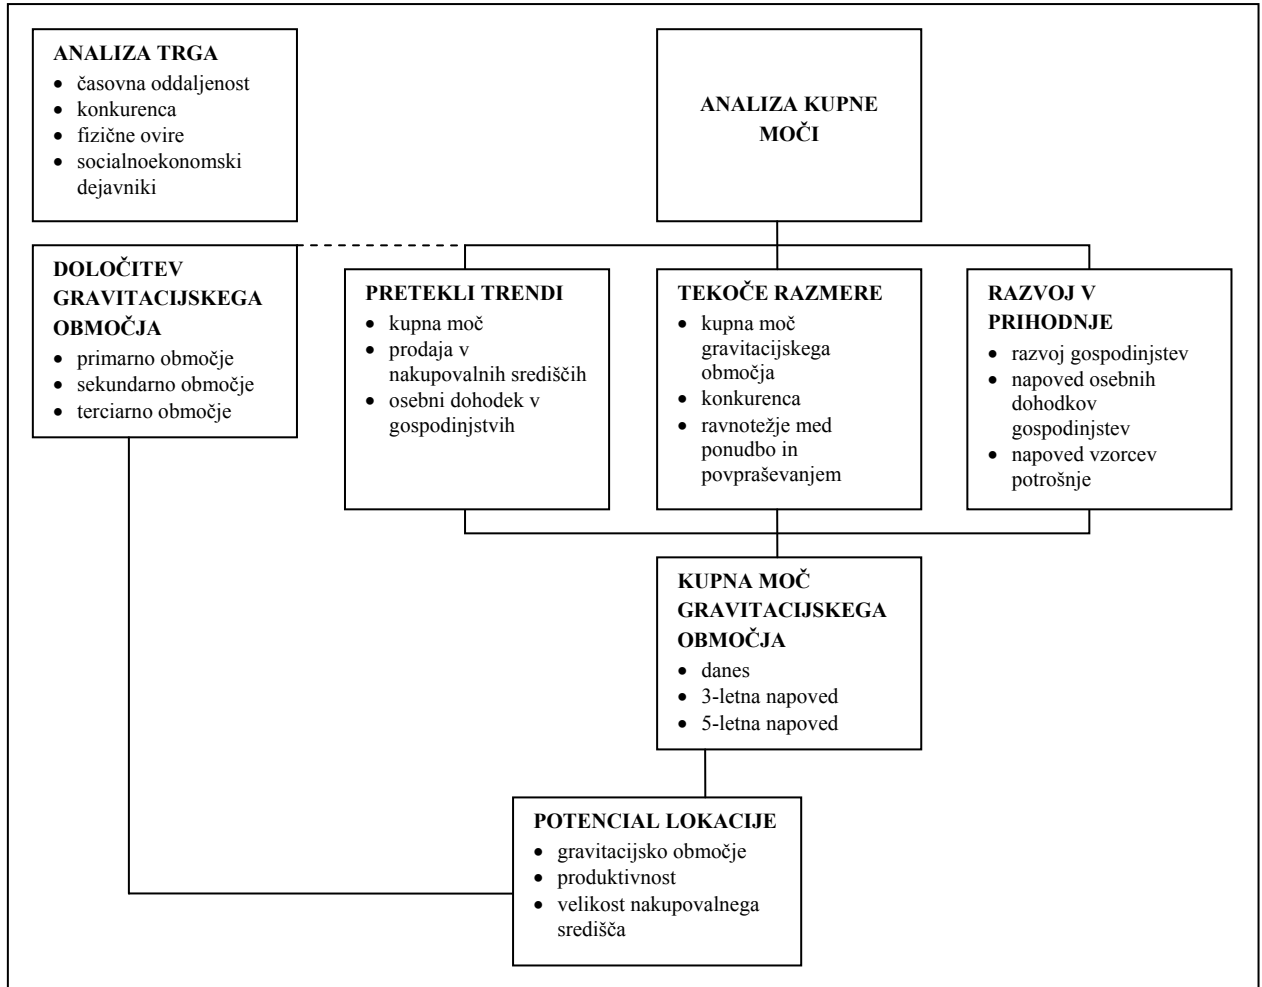 ANALIZA TRGA
• časovna oddaljenost
• konkurenca
• fizične ovire
• socialnoekonomski
dejavniki
ANALIZA KUPNE
MOČI
DOLOČITEV
GRAVITACIJSKEGA
OBMOČJA
• primarno območje
• sekundarno območje
• terciarno območje
PRETEKLI TRENDI
• kupna moč
• prodaja v
nakupovalnih središčih
• osebni dohodek v
gospodinjstvih
TEKOČE RAZMERE
• kupna moč
gravitacijskega
območja
• konkurenca
• ravnotežje med
ponudbo in
povpraševanjem
RAZVOJ V
PRIHODNJE
• razvoj gospodinjstev
• napoved osebnih
dohodkov
gospodinjstev
• napoved vzorcev
potrošnje
KUPNA MOČ
GRAVITACIJSKEGA
OBMOČJA
• danes
• 3-letna napoved
• 5-letna napoved
POTENCIAL LOKACIJE
• gravitacijsko območje
• produktivnost
• velikost nakupovalnega
središča